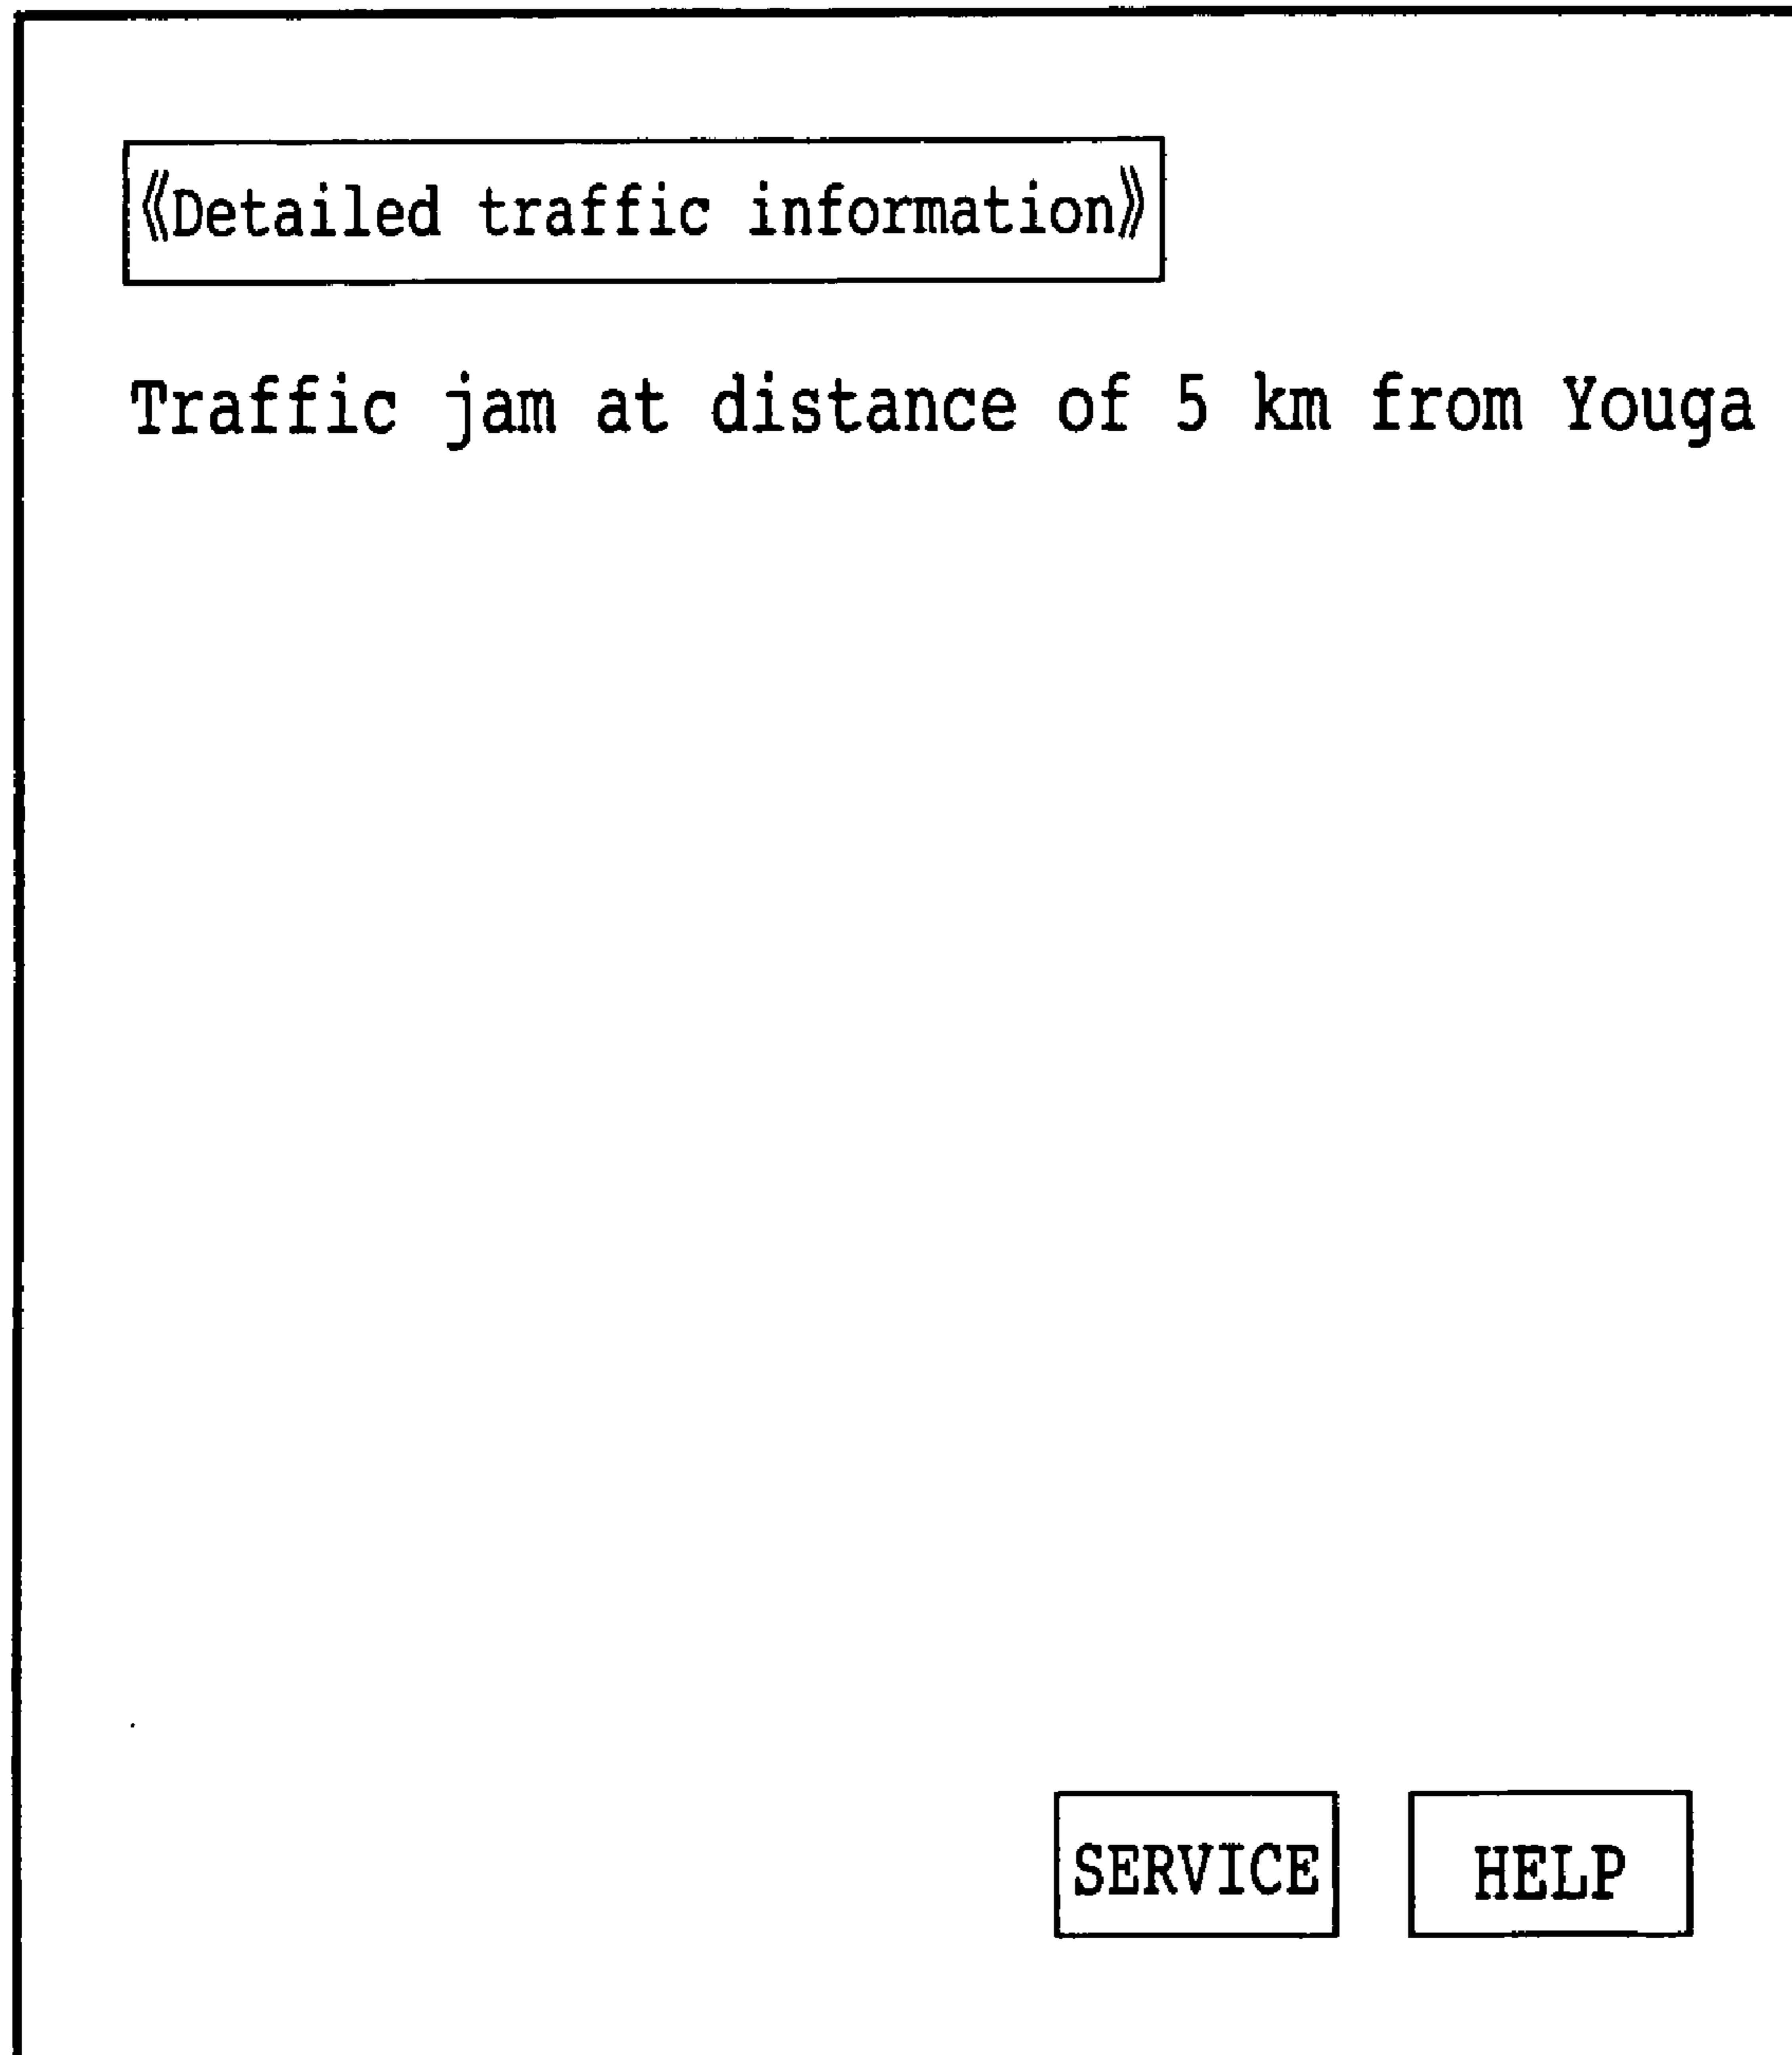 《Detailed traffic information》
Traffic jam at distance of 5 km from Youga
SERVICE HELP